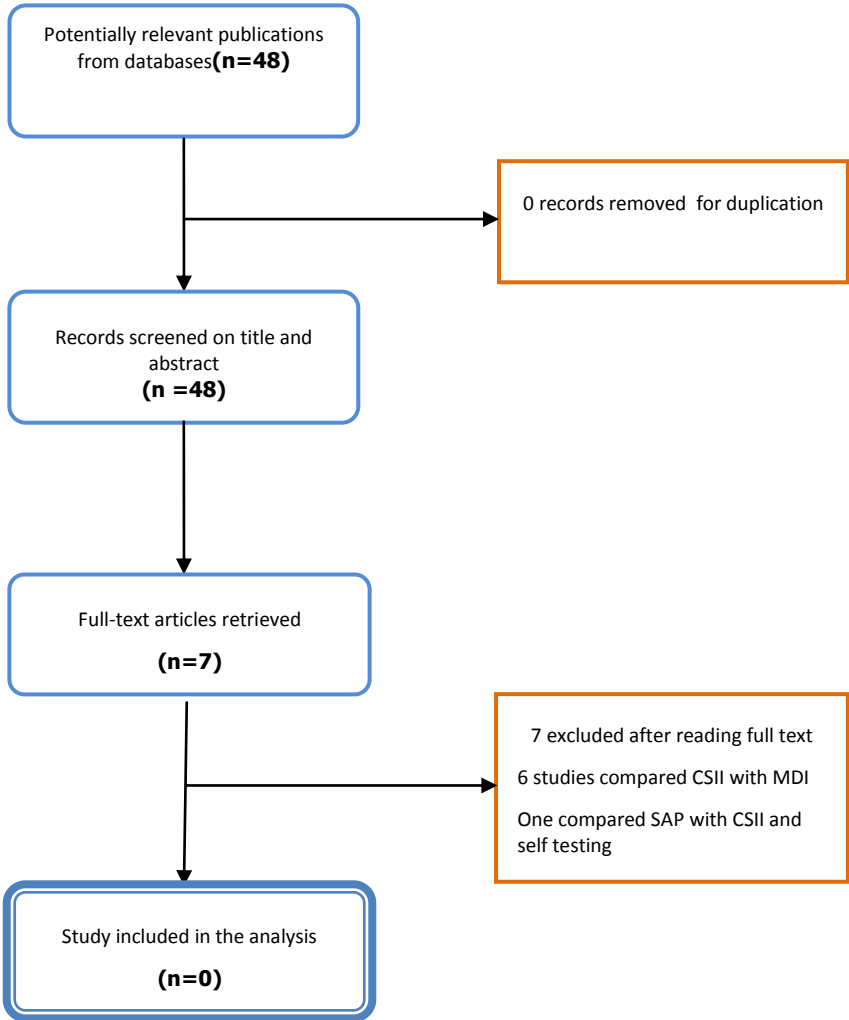 Potentially relevant publications
from databases(n=48)
0 records removed for duplication
Records screened on title and
abstract
(n =48)
Full-text articles retrieved
(n=7)
7 excluded after reading full text
6 studies compared CSII with MDI
One compared SAP with CSII and
self testing
Study included in the analysis
(n=0)